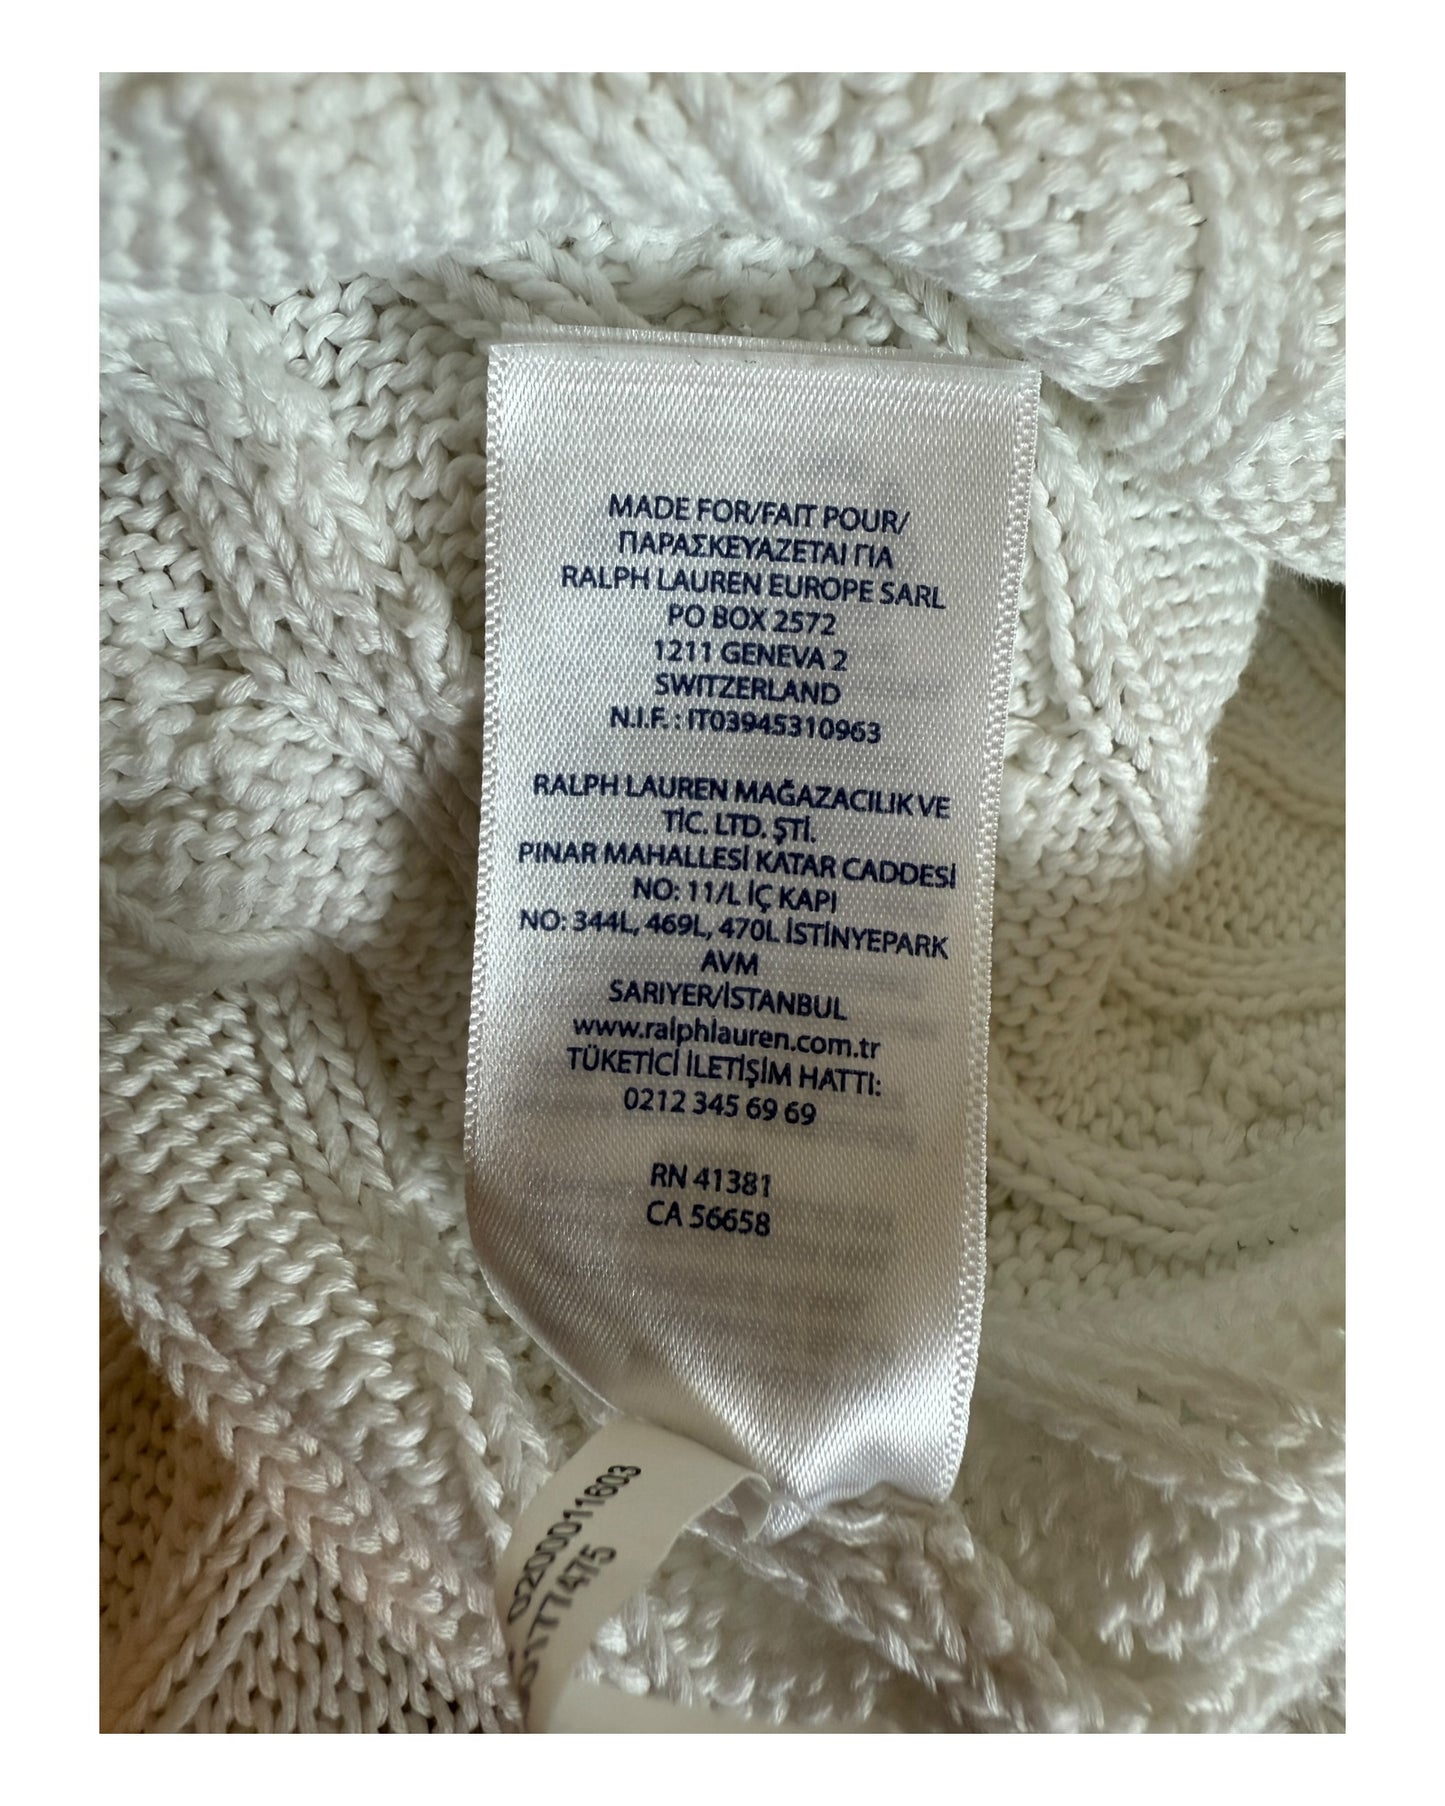 MADE FOR/FAIT POUR/
ΠΑΡΑΣΚΕΥΑΖΕΤΑΙ ΓΙΑ
RALPH LAUREN EUROPE SARL
PO BOX 2572
1211 GENEVA 2
SWITZERLAND
N.I.F. : IT03945310963
RALPH LAUREN MAĞAZACILIK VE
TİC. LTD. ŞTİ.
PINAR MAHALLESİ KATAR CADDESİ
NO: 11/L İÇ KAPI
NO: 344L, 469L, 470L İSTİNYEPARK
AVM
SARIYER/İSTANBUL
www.ralphlauren.com.tr
TÜKETİCİ İLETİŞİM HATTI:
0212 345 69 69
RN 41381
CA 56658
0200011603